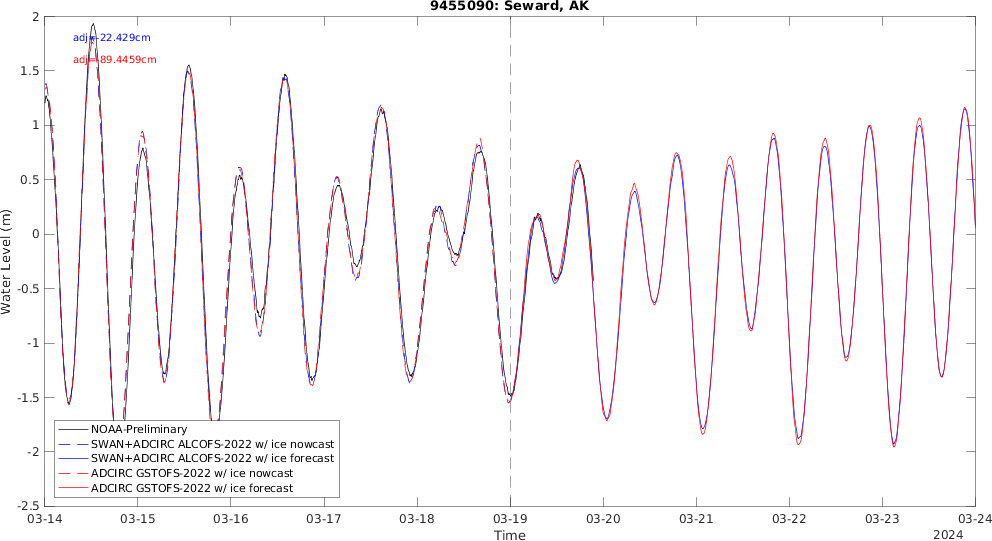 9455090: Seward, AK
2
1.5
1
0.5
0
-0.5
-1
-1.5
-2
-2.5
Water Level (m)
adj=-22.429cm
adj=-89.4459cm
NOAA-Preliminary
SWAN+ADCIRC ALCOFS-2022 w/ ice nowcast
SWAN+ADCIRC ALCOFS-2022 w/ ice forecast
ADCIRC GSTOFS-2022 w/ ice nowcast
ADCIRC GSTOFS-2022 w/ ice forecast
03-14 03-15 03-16 03-17 03-18 03-19 03-20 03-21 03-22 03-23 03-24
Time
2024